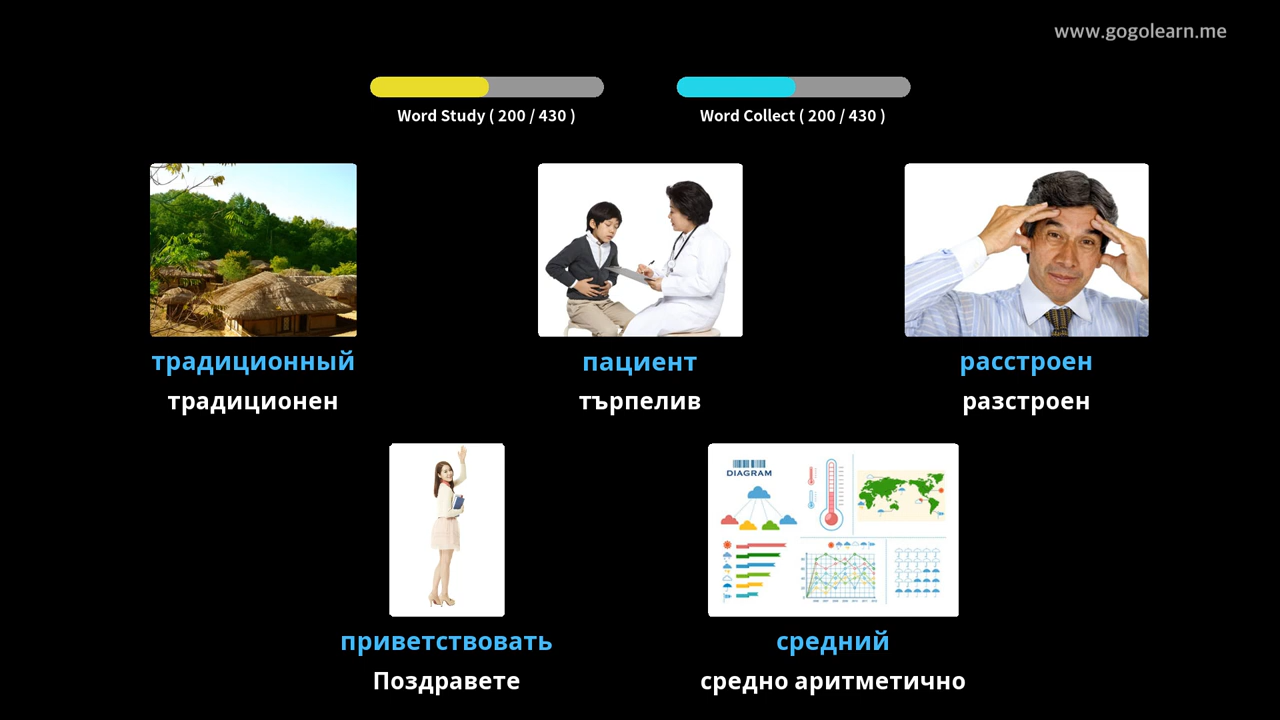 www.gogolearn.me
Word Study ( 200 / 430 )
Word Collect ( 200 / 430 )
традиционный
традиционен
пациент
търпелив
расстроен
разстроен
DIAGRAM
приветствовать
Поздравете
средний
средно аритметично